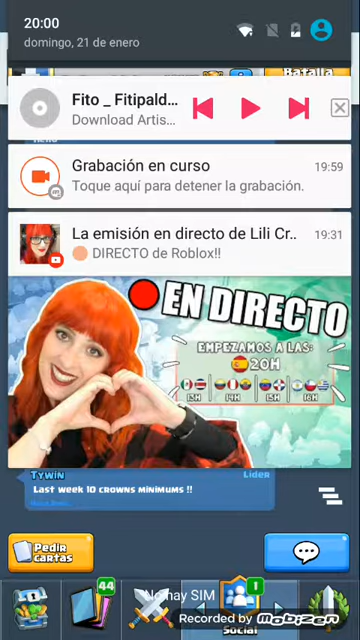 20:00
domingo, 21 de enero
Batalla
Fito _ Fitipald...
Download Artis...
Grabación en curso
19:59
Toque aquí para detener la grabación.
La emisión en directo de Lili Cr..
19:31
DIRECTO de Roblox!!
EN DIRECTO
EMPEZAMOS A LAS:
20H
15H
14H
15H
16H
Tywin
Líder
Last week 10 crowns minimums !!
Pedir
cartas
44
1
No hay SIM
Social
Recorded by mobizen